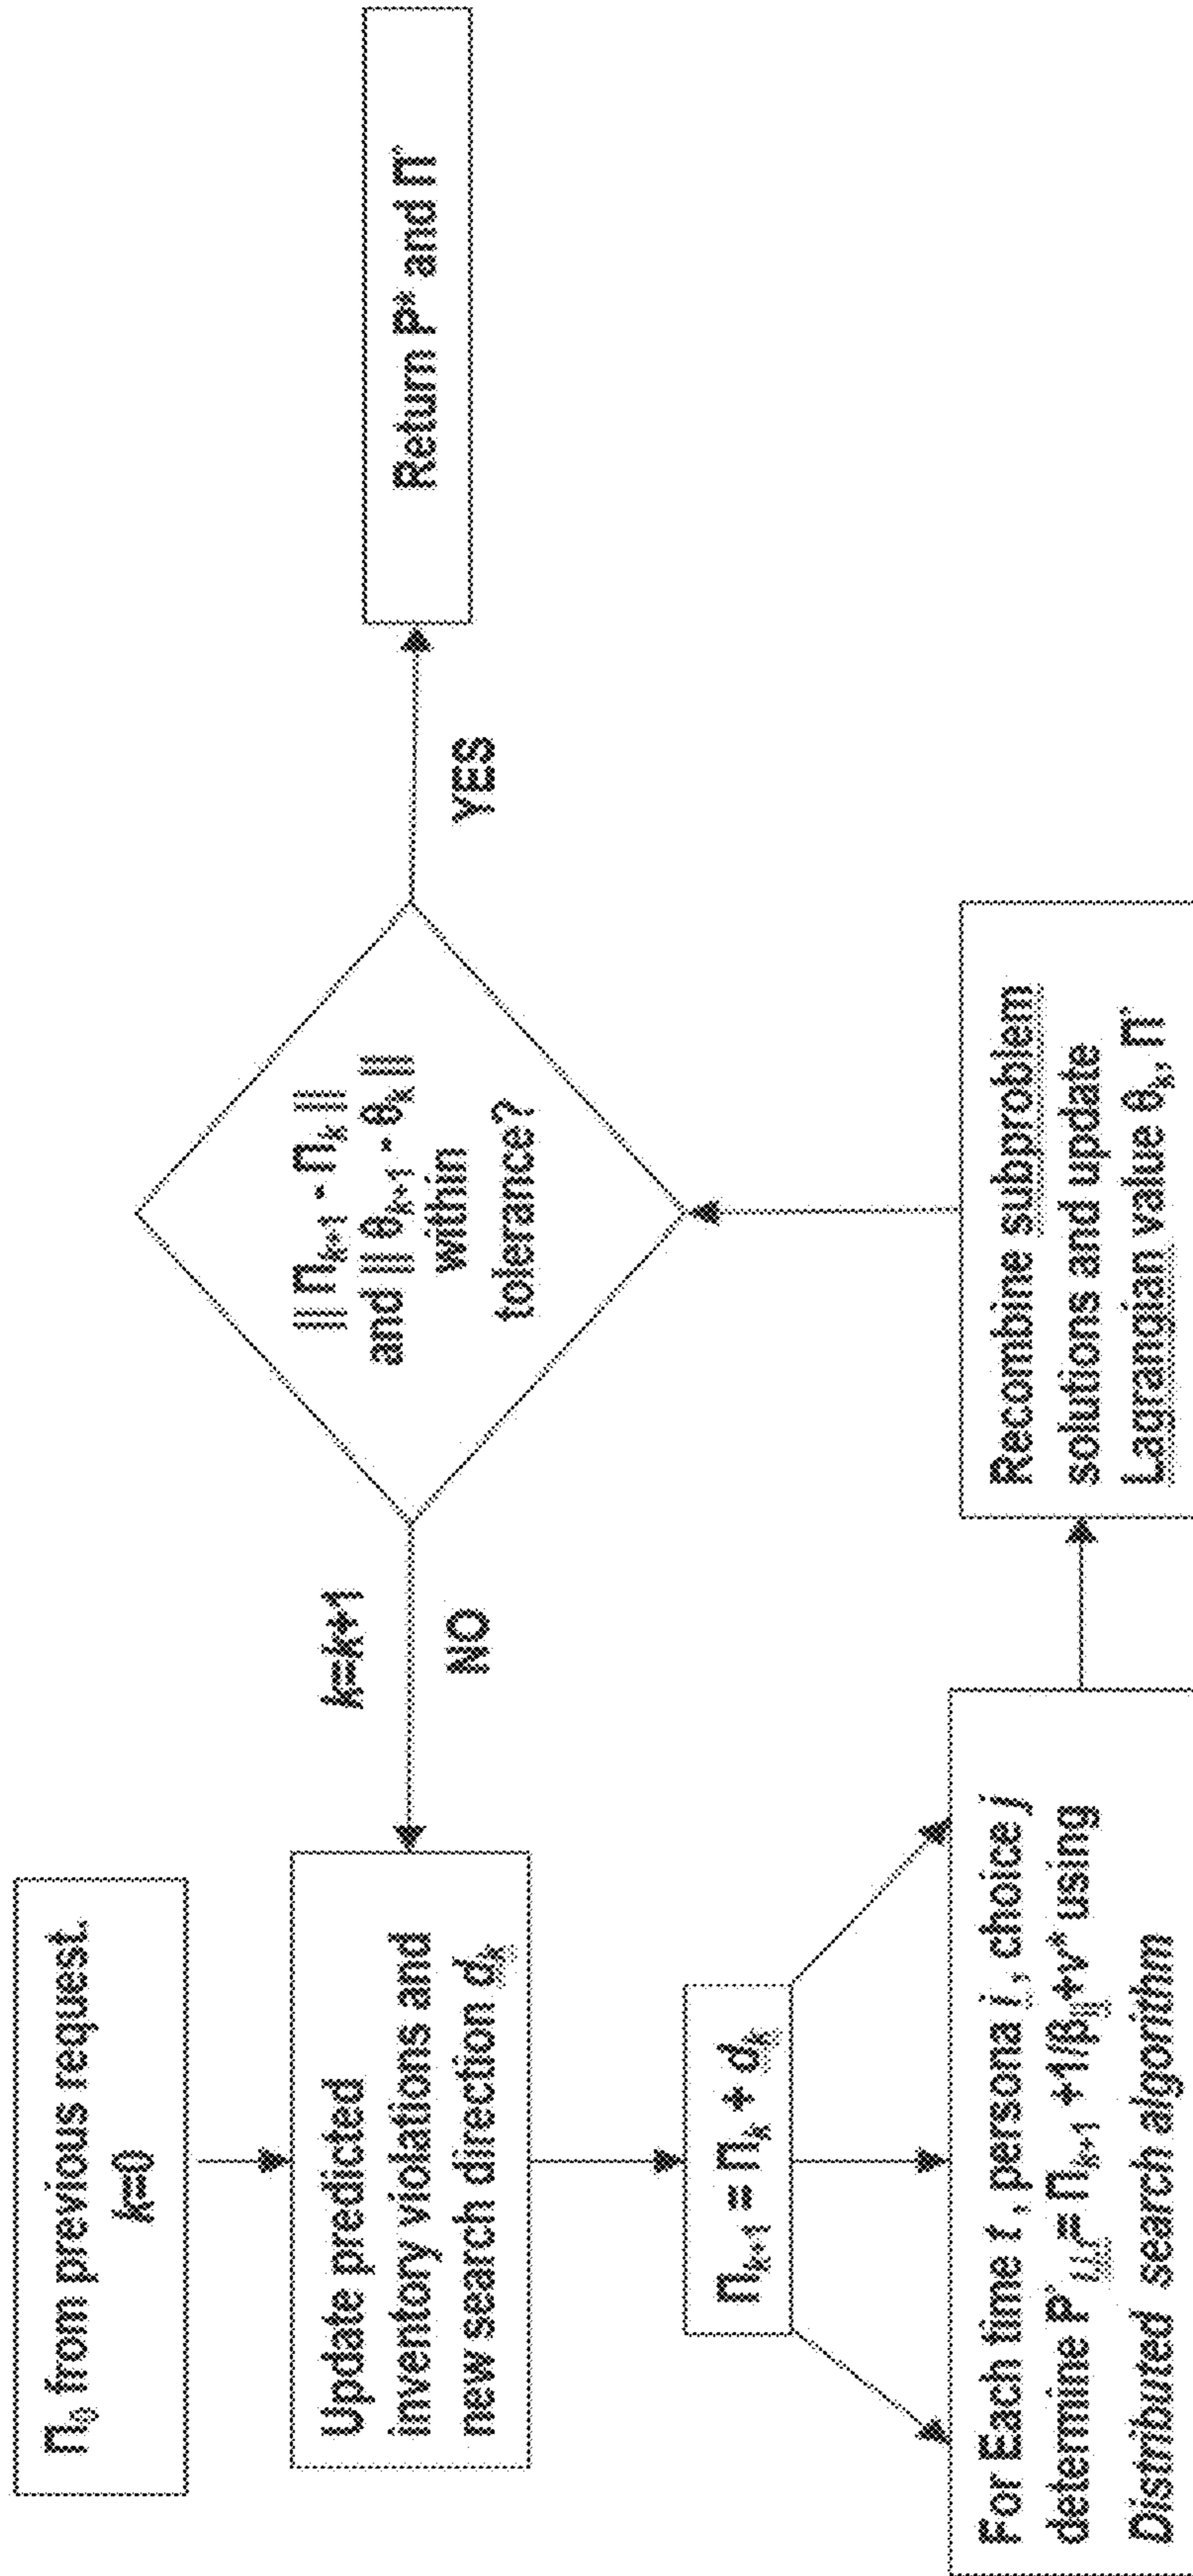 Π₀ from previous request.
k=0
Update predicted
inventory violations and
new search direction dₖ
Πₖ₊₁ = Πₖ + dₖ
For Each time t, persona i, choice j
determine P* = Πₖ₊₁ +1/βᵢⱼ+v* using
Distributed search algorithm
Recombine subproblem
solutions and update
Lagrangian value θₖ, Π*
|| Πₖ₊₁ - Πₖ ||
and || θₖ₊₁ - θₖ ||
within
tolerance?
k=k+1
NO
YES
Return P* and Π*